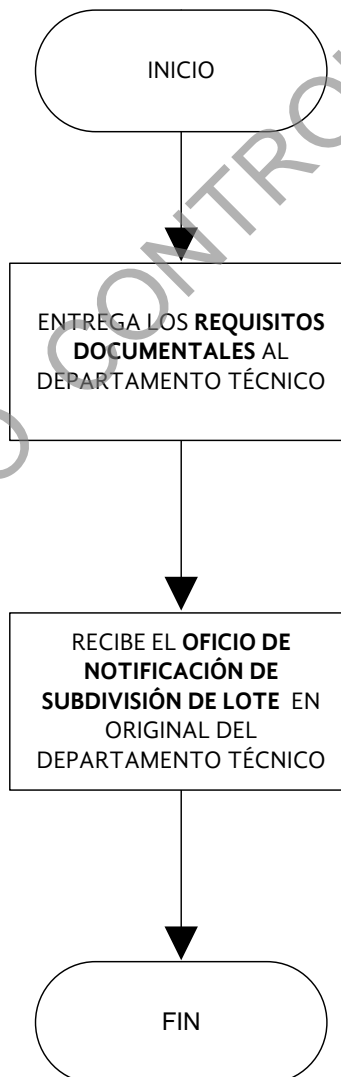 INICIO
ENTREGA LOS REQUISITOS
DOCUMENTALES AL
DEPARTAMENTO TÉCNICO
RECIBE EL OFICIO DE
NOTIFICACIÓN DE
SUBDIVISIÓN DE LOTE EN
ORIGINAL DEL
DEPARTAMENTO TÉCNICO
FIN